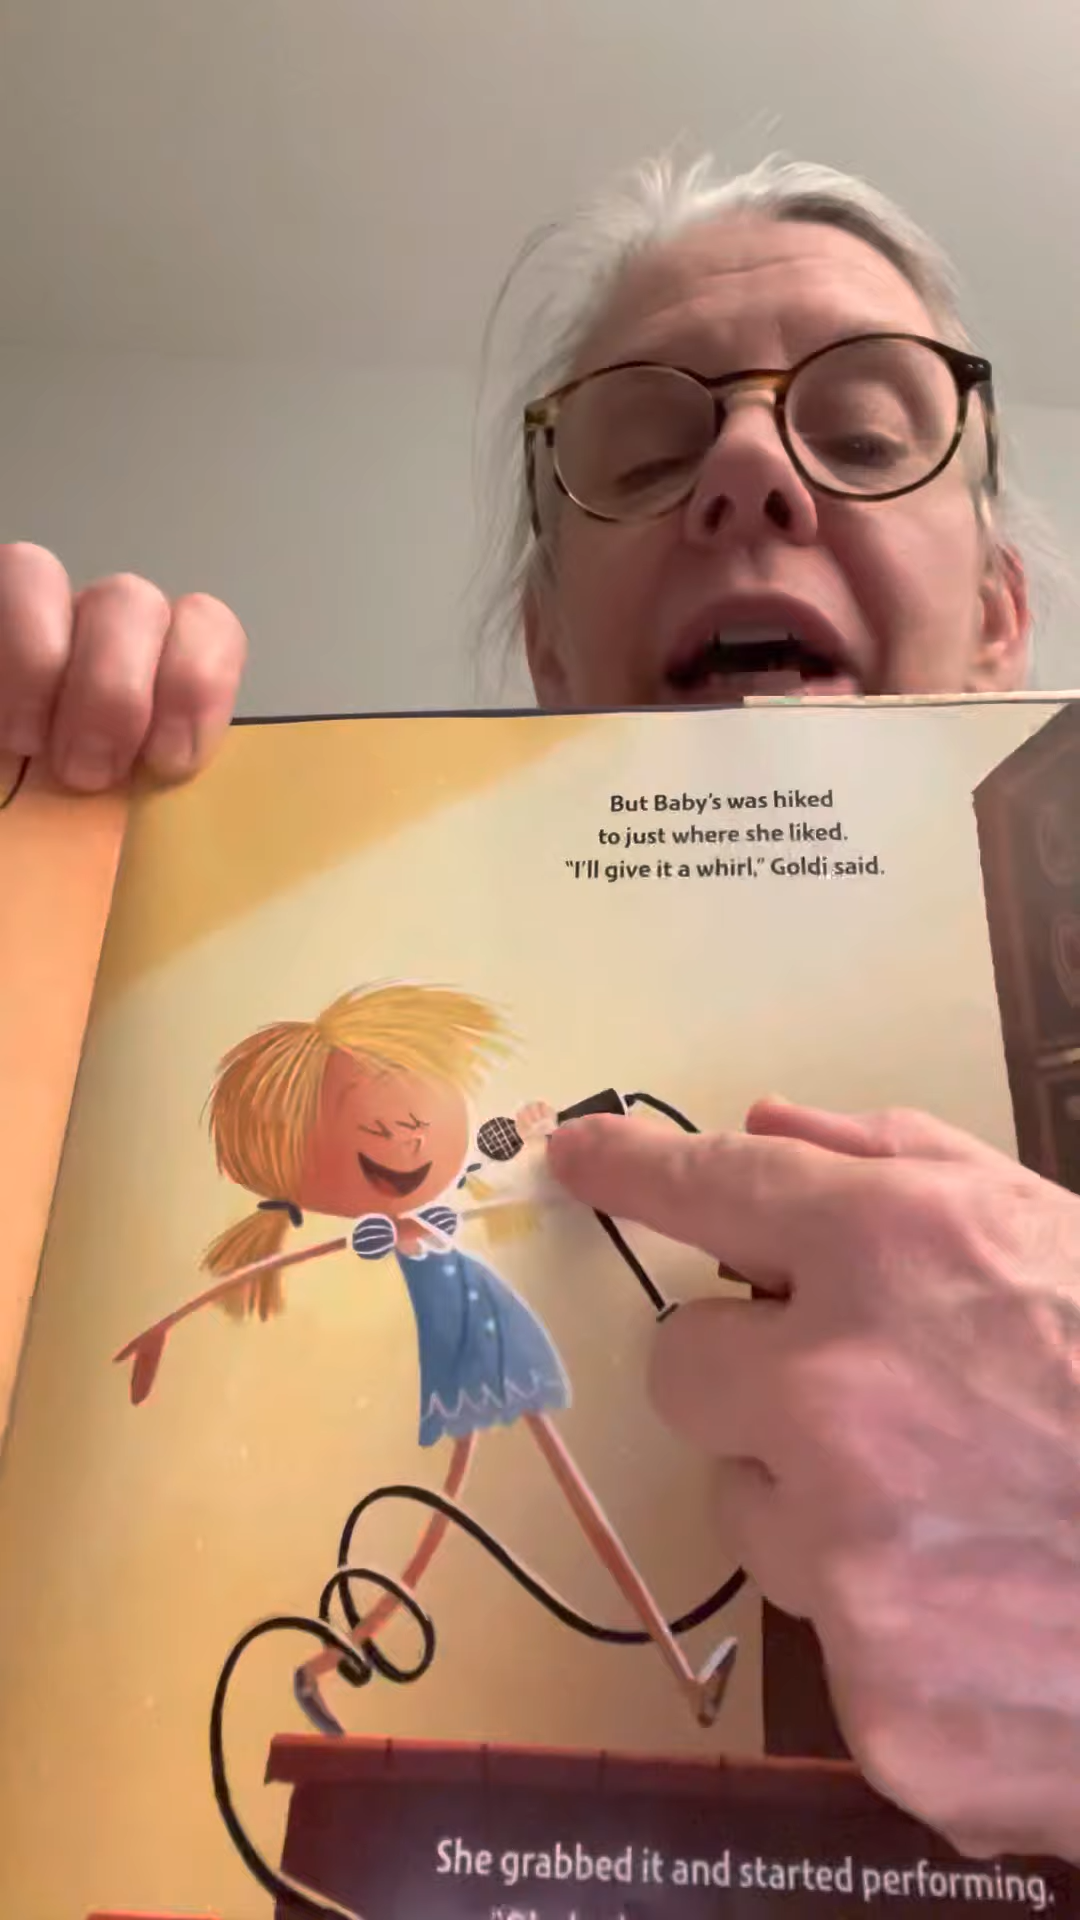 But Baby's was hiked
to just where she liked.
"I'll give it a whirl," Goldi said.
She grabbed it and started performing.